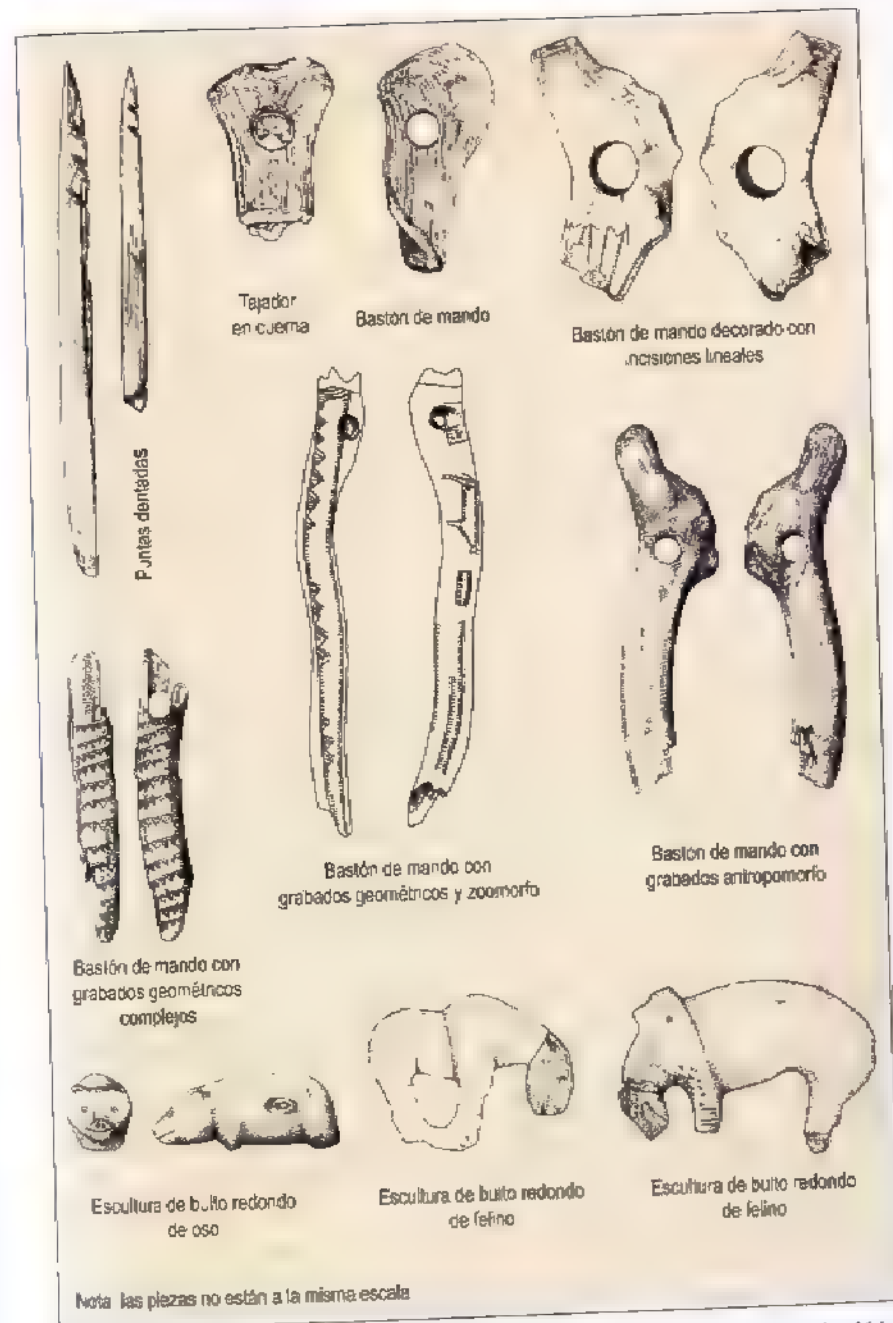 Tajador
en cuerna
Bastón de mando
Bastón de mando decorado con
incisiones lineales
Puntas dentadas
Bastón de mando con
grabados geométricos y zoomorfo
Bastón de mando con
grabados antropomorfo
Bastón de mando con
grabados geométricos
complejos
Escultura de bulto redondo
de oso
Escultura de bulto redondo
de felino
Escultura de bulto redondo
de felino
Nota las piezas no están a la misma escala